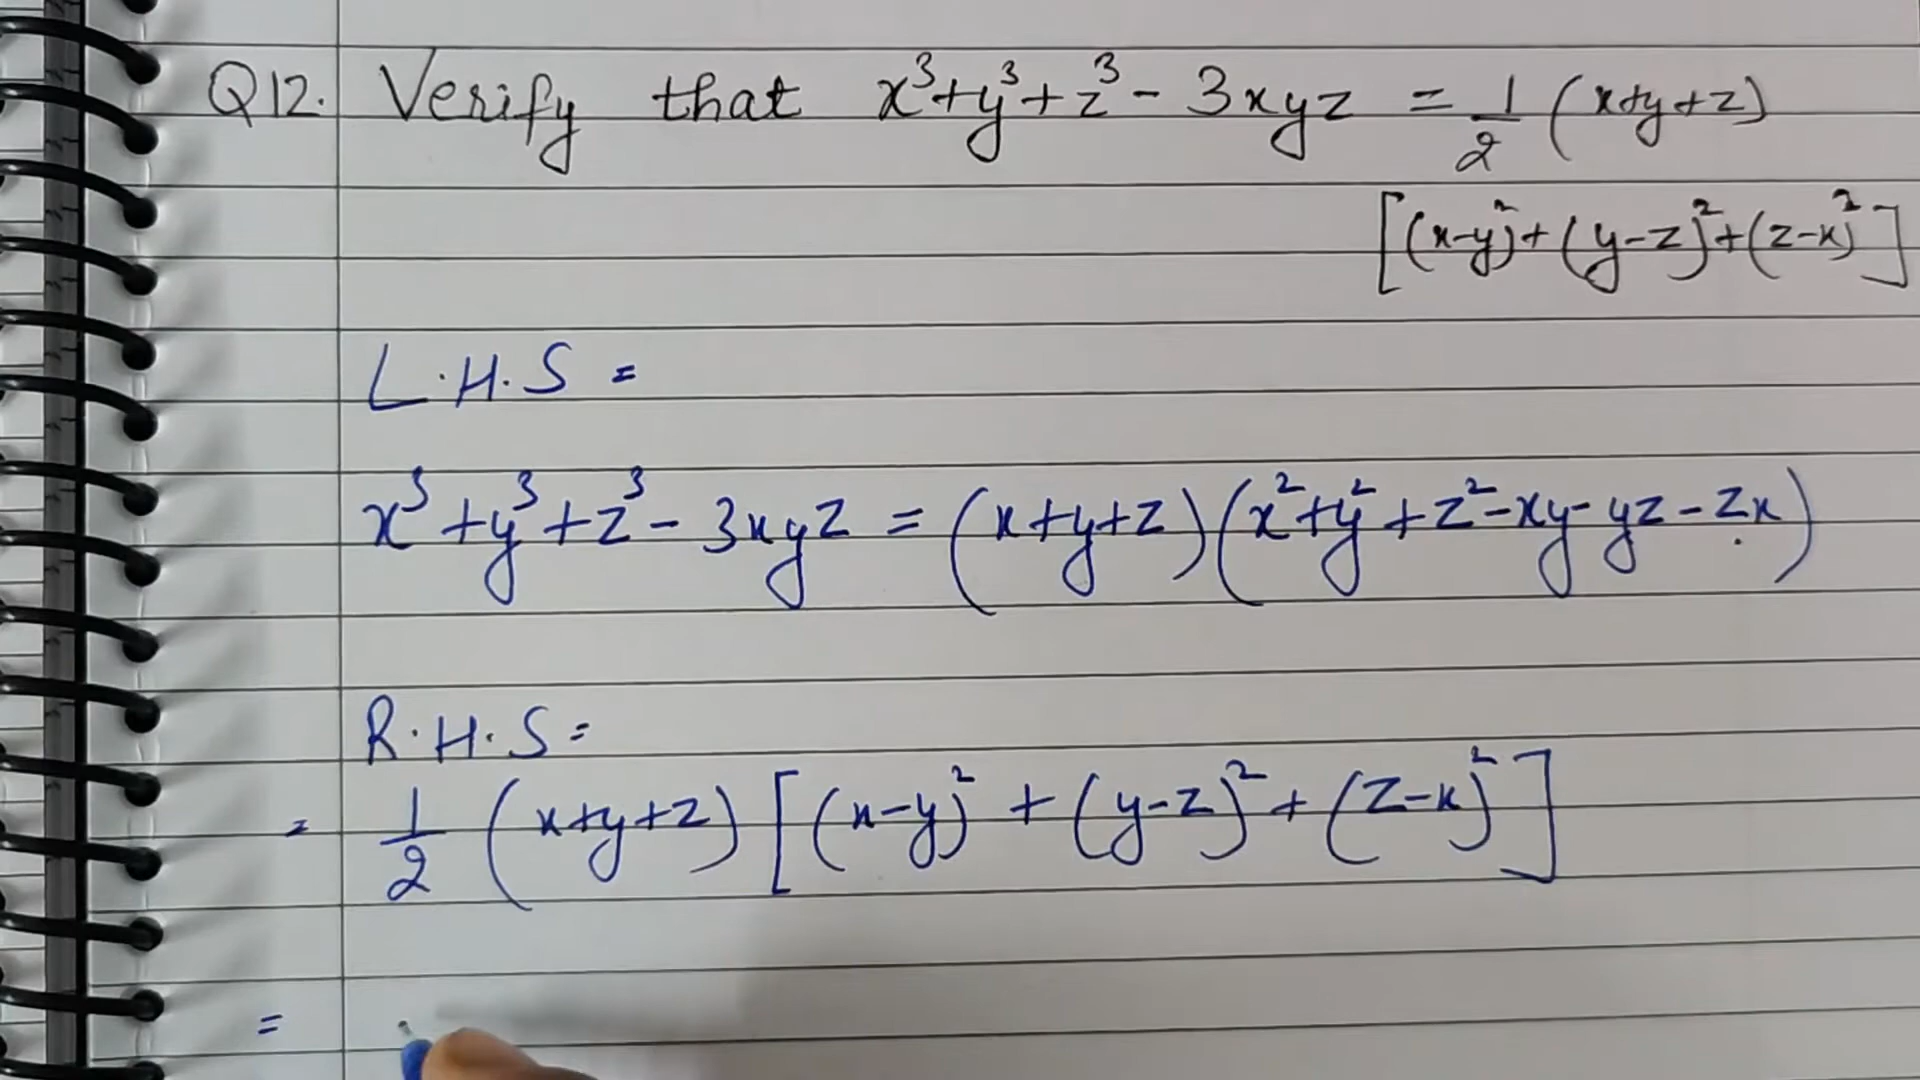 Q12. Verify that x³+y³+z³-3xyz = 1/2 (x+y+z)
[(x-y)²+(y-z)²+(z-x)²]
L.H.S =
x³+y³+z³-3xyz = (x+y+z)(x²+y²+z²-xy-yz-zx)
R.H.S=
= 1/2 (x+y+z) [(x-y)² + (y-z)² + (z-x)²]
=